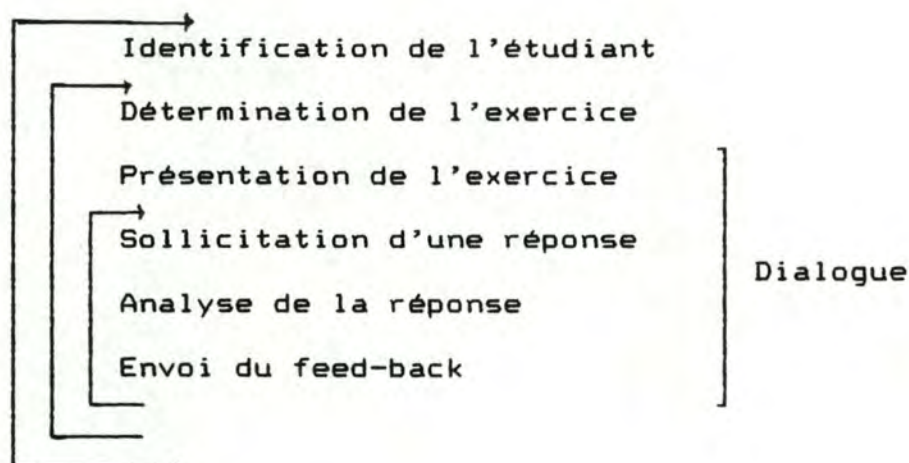 Identification de l'étudiant
Détermination de l'exercice
Présentation de l'exercice
Sollicitation d'une réponse
Dialogue
Analyse de la réponse
Envoi du feed-back